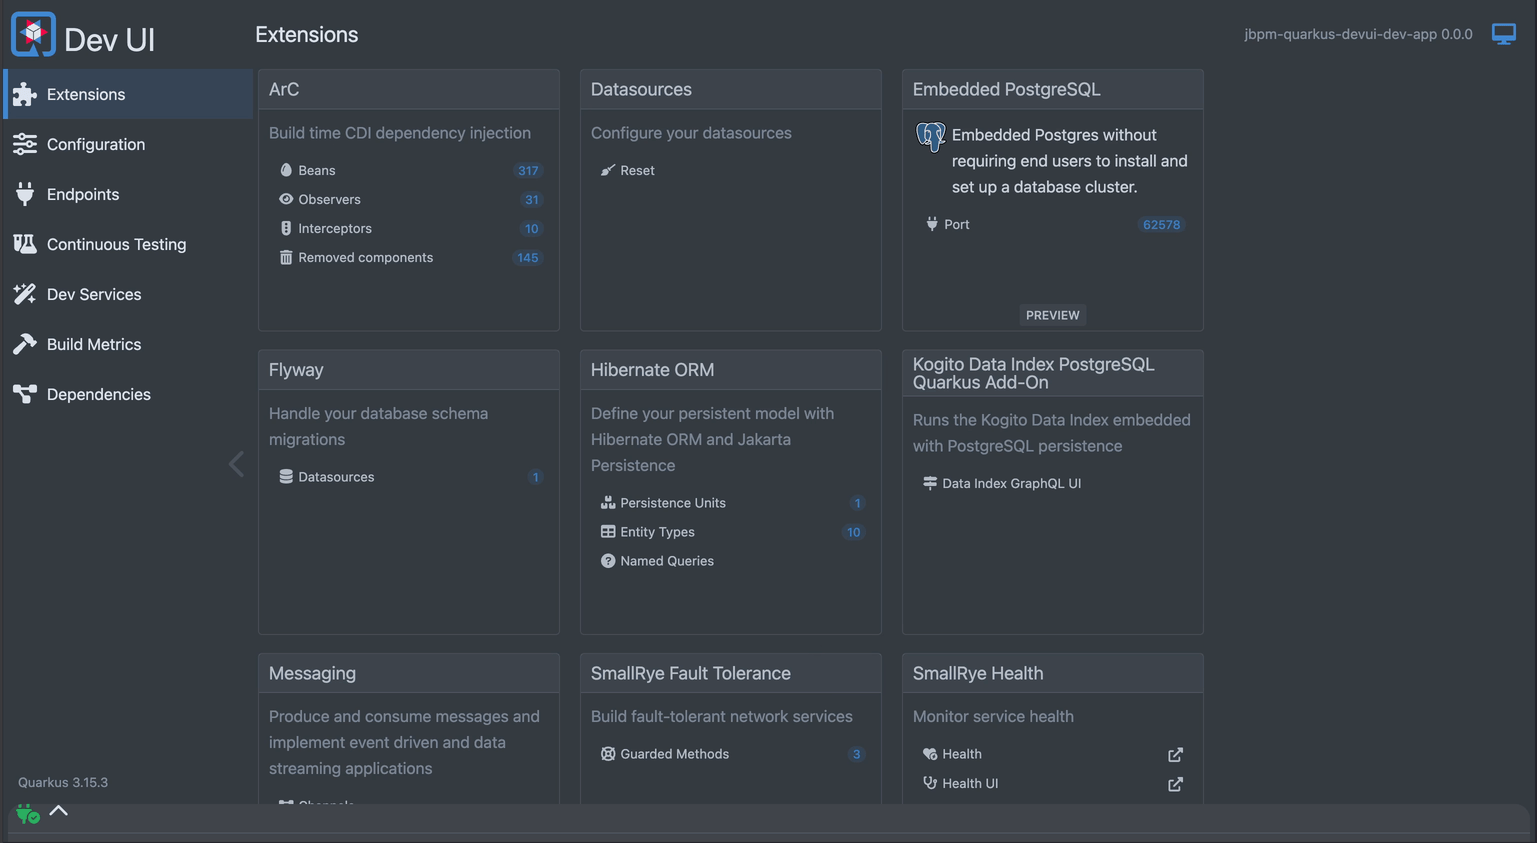 Dev UI
Extensions
jbpm-quarkus-devui-dev-app 0.0.0
Extensions
Configuration
Endpoints
Continuous Testing
Dev Services
Build Metrics
Dependencies
Quarkus 3.15.3
ArC
Build time CDI dependency injection
Beans 317
Observers 31
Interceptors 10
Removed components 145
Datasources
Configure your datasources
Reset
Embedded PostgreSQL
Embedded Postgres without
requiring end users to install and
set up a database cluster.
Port 62578
PREVIEW
Flyway
Handle your database schema
migrations
Datasources 1
Hibernate ORM
Define your persistent model with
Hibernate ORM and Jakarta
Persistence
Persistence Units 1
Entity Types 10
Named Queries
Kogito Data Index PostgreSQL
Quarkus Add-On
Runs the Kogito Data Index embedded
with PostgreSQL persistence
Data Index GraphQL UI
Messaging
Produce and consume messages and
implement event driven and data
streaming applications
SmallRye Fault Tolerance
Build fault-tolerant network services
Guarded Methods 3
SmallRye Health
Monitor service health
Health
Health UI